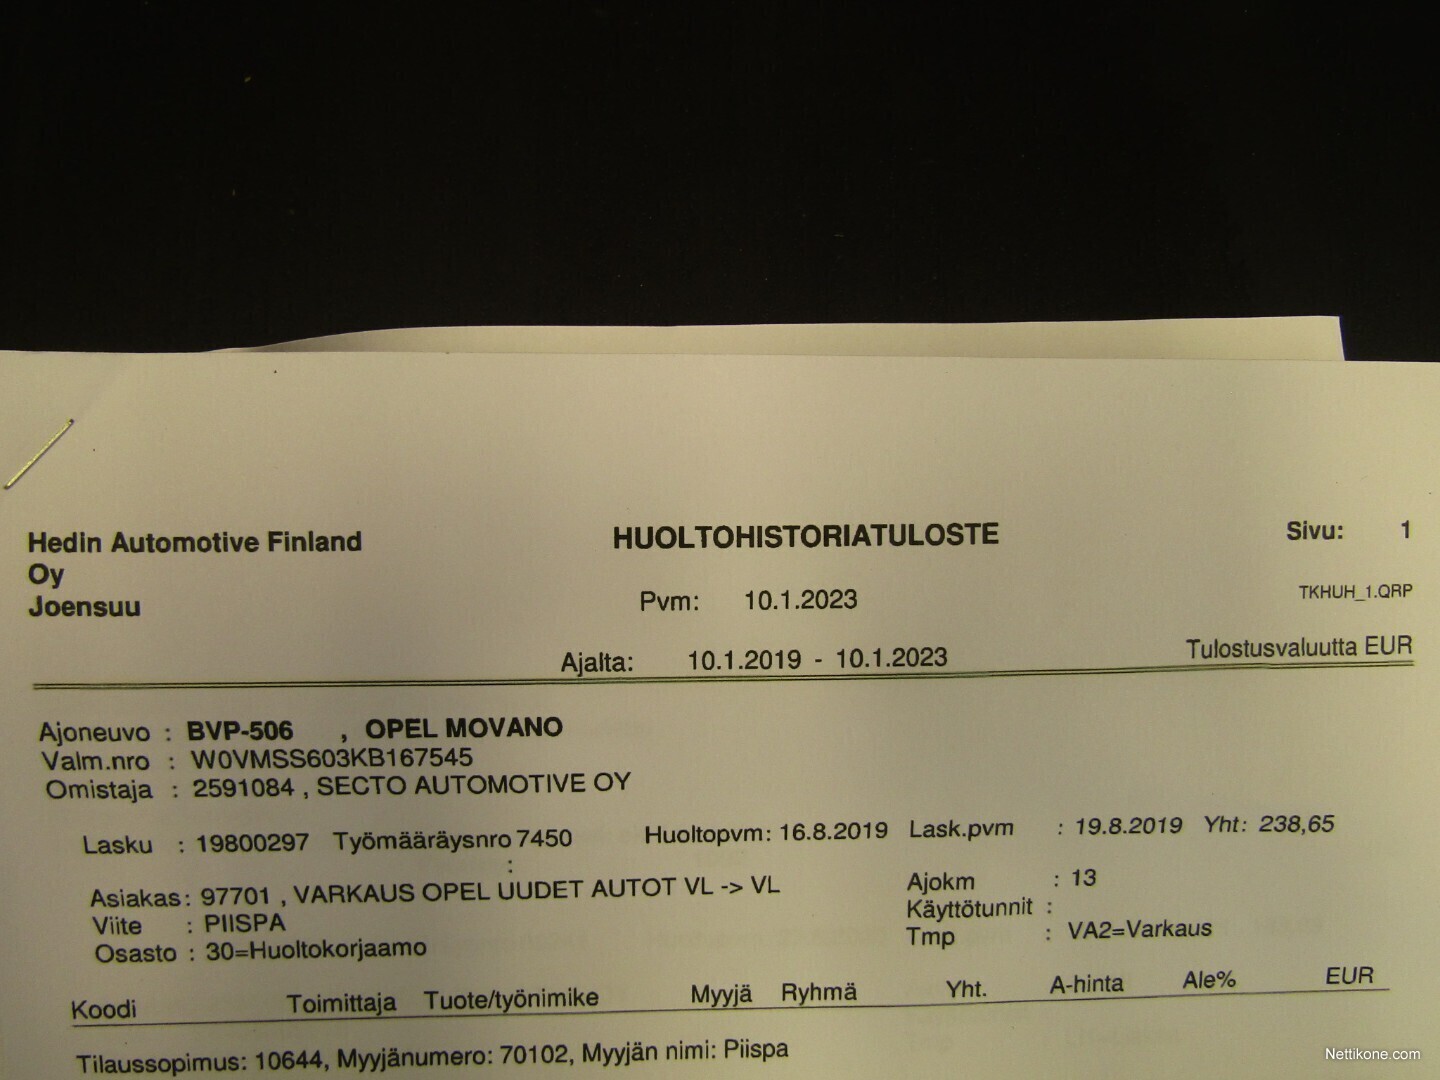 Hedin Automotive Finland HUOLTOHISTORIATULOSTE Sivu: 1
Oy
Joensuu Pvm: 10.1.2023 TKHUH_1.QRP
Ajalta: 10.1.2019 - 10.1.2023 Tulostusvaluutta EUR
Ajoneuvo : BVP-506 , OPEL MOVANO
Valm.nro : W0VMSS603KB167545
Omistaja : 2591084 , SECTO AUTOMOTIVE OY
Lasku : 19800297 Työmääräysnro 7450 Huoltopvm: 16.8.2019 Lask.pvm : 19.8.2019 Yht: 238,65
:
Asiakas: 97701 , VARKAUS OPEL UUDET AUTOT VL -> VL Ajokm : 13
Viite : PIISPA Käyttötunnit :
Osasto : 30=Huoltokorjaamo Tmp : VA2=Varkaus
Koodi Toimittaja Tuote/työnimike Myyjä Ryhmä Yht. A-hinta Ale% EUR
Tilaussopimus: 10644, Myyjänumero: 70102, Myyjän nimi: Piispa
Nettikone.com